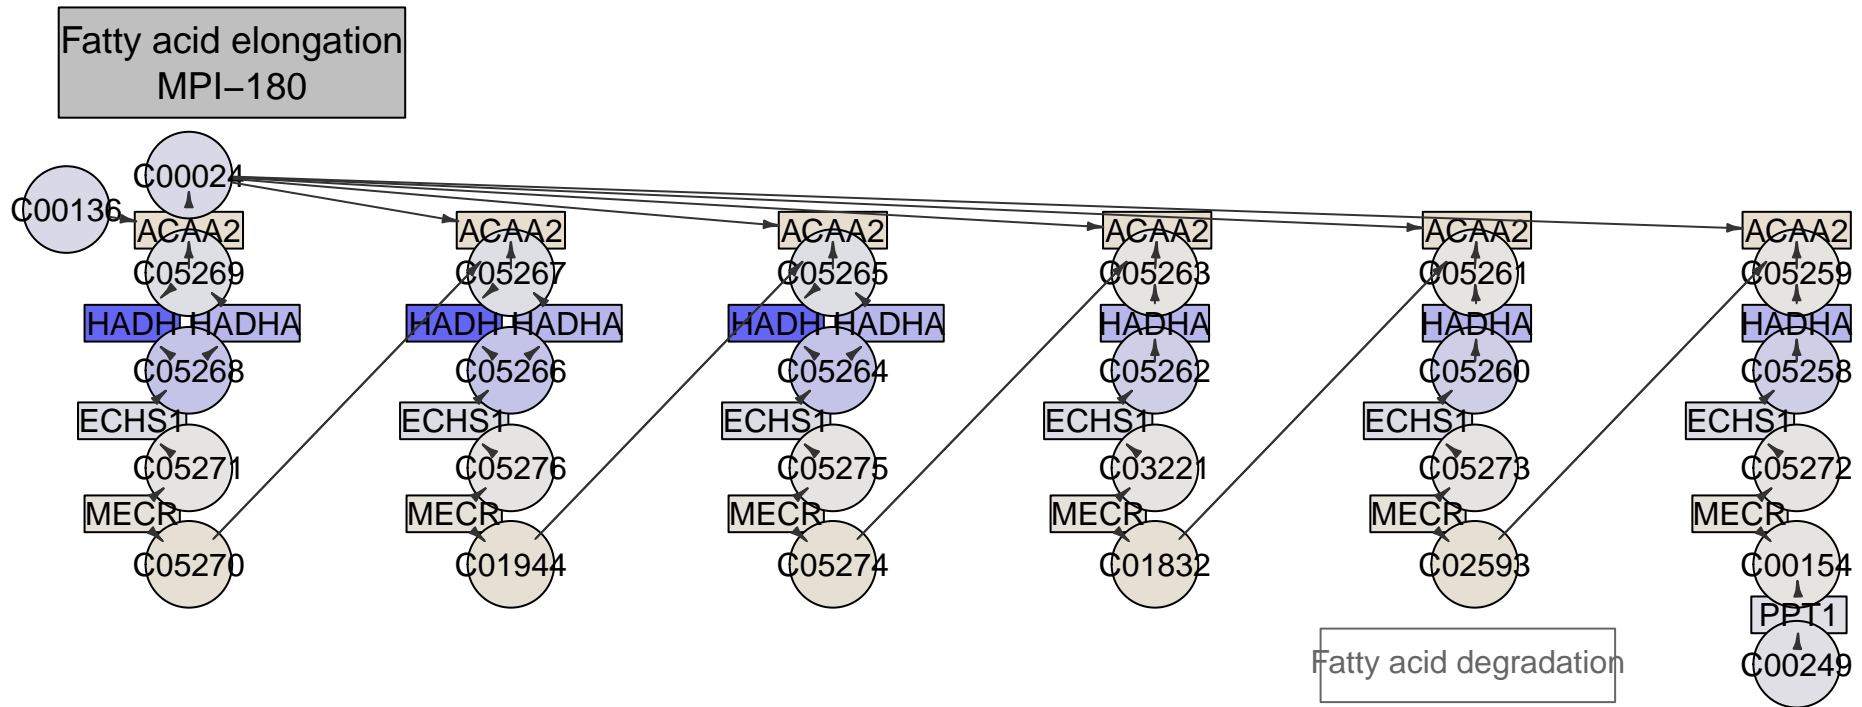 Fatty acid elongation
MPI−180
C00024
C00136
ACAA2 ACAA2 ACAA2 ACAA2 ACAA2 ACAA2
C05269 C05267 C05265 C05263 C05261 C05259
HADH HADHA HADH HADHA HADH HADHA HADHA HADHA HADHA
C05268 C05266 C05264 C05262 C05260 C05258
ECHS1 ECHS1 ECHS1 ECHS1 ECHS1 ECHS1
C05271 C05276 C05275 C03221 C05273 C05272
MECR MECR MECR MECR MECR MECR
C05270 C01944 C05274 C01832 C02593 C00154
PPT1
Fatty acid degradation C00249